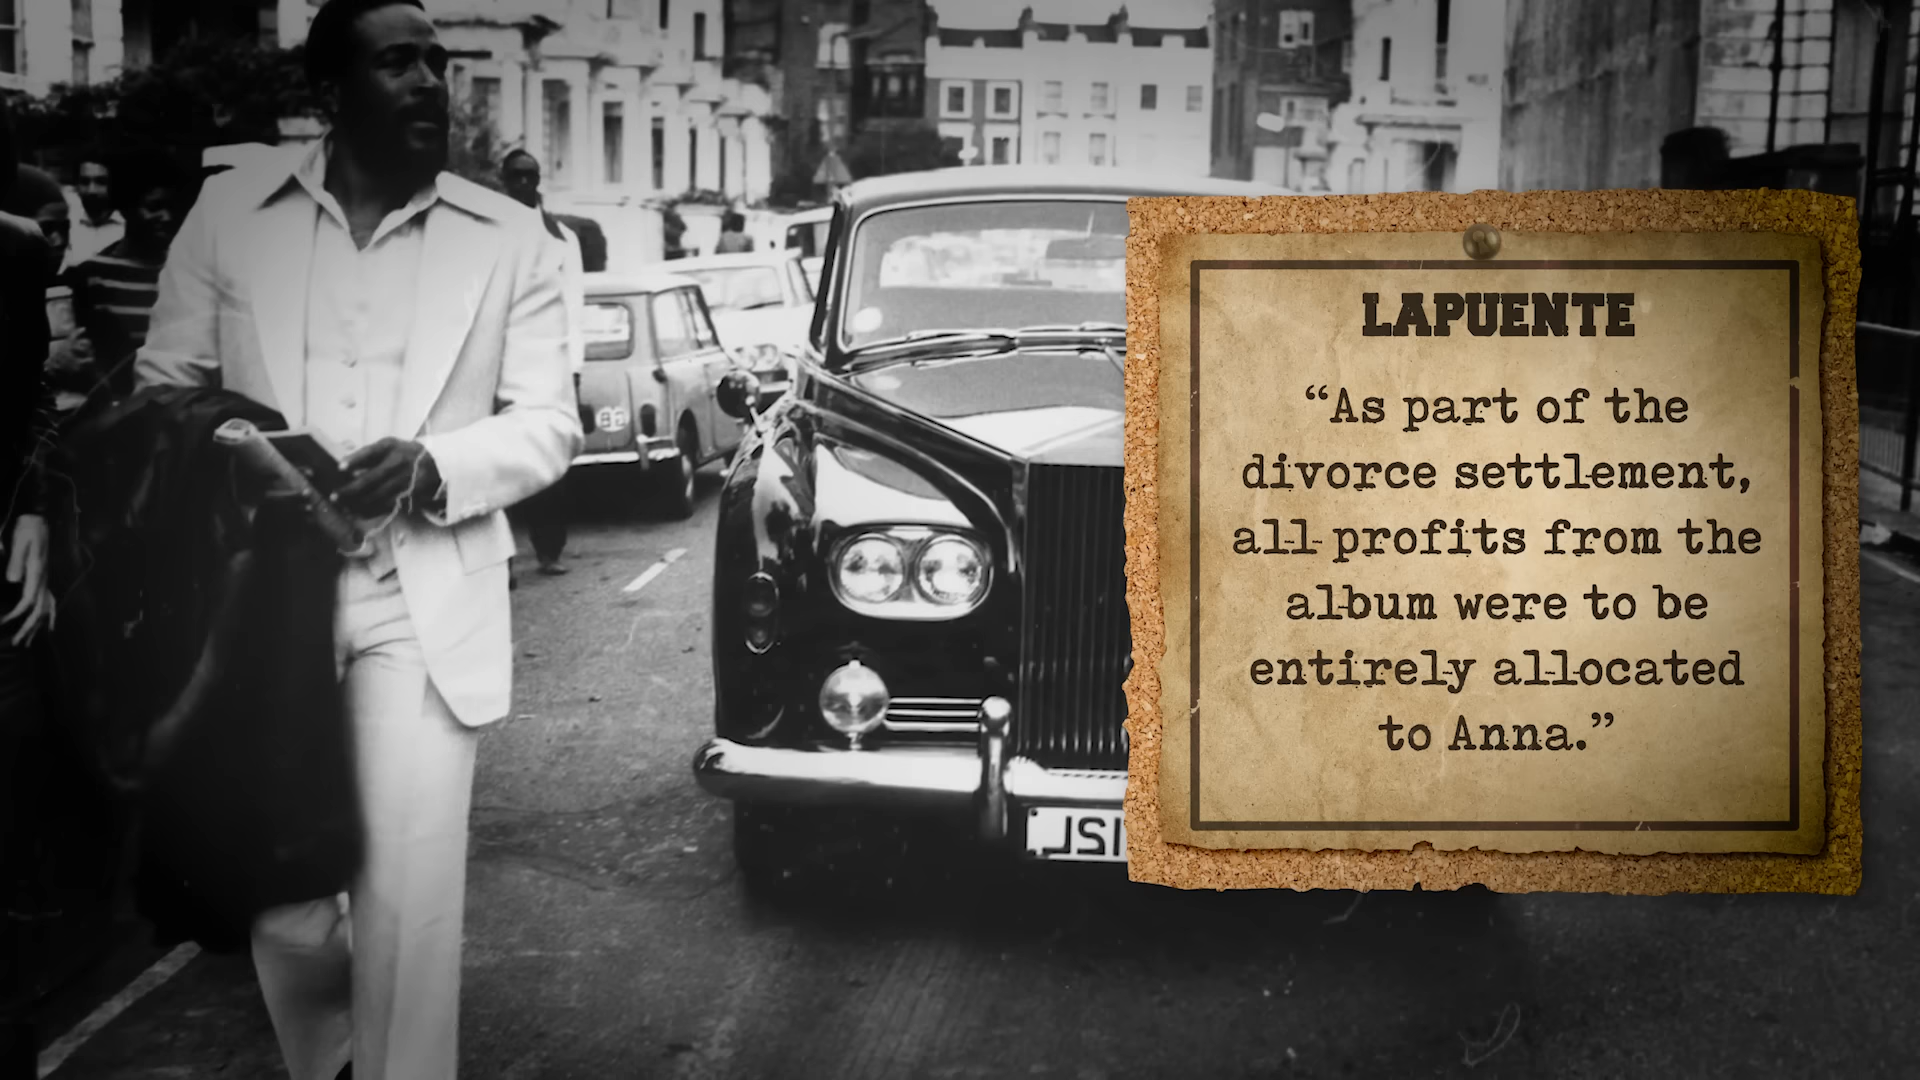 LAPUENTE
“As part of the
divorce settlement,
all profits from the
album were to be
entirely allocated
to Anna.”